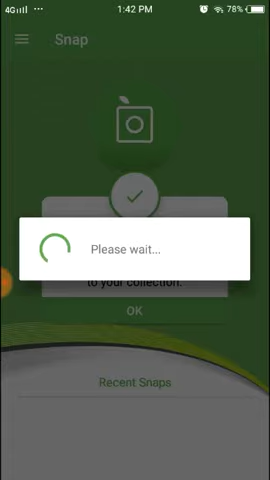 4G 1:42 PM 78%
Snap
Please wait...
to your collection.
OK
Recent Snaps